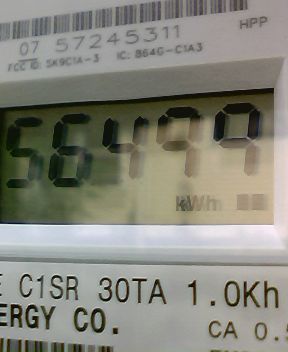 07 57245311 HPP
FCC ID: SK9C1A-3 IC: 864G-C1A3
56499
kWh
C1SR 30TA 1.0Kh
ERGY CO.
CA 0.5